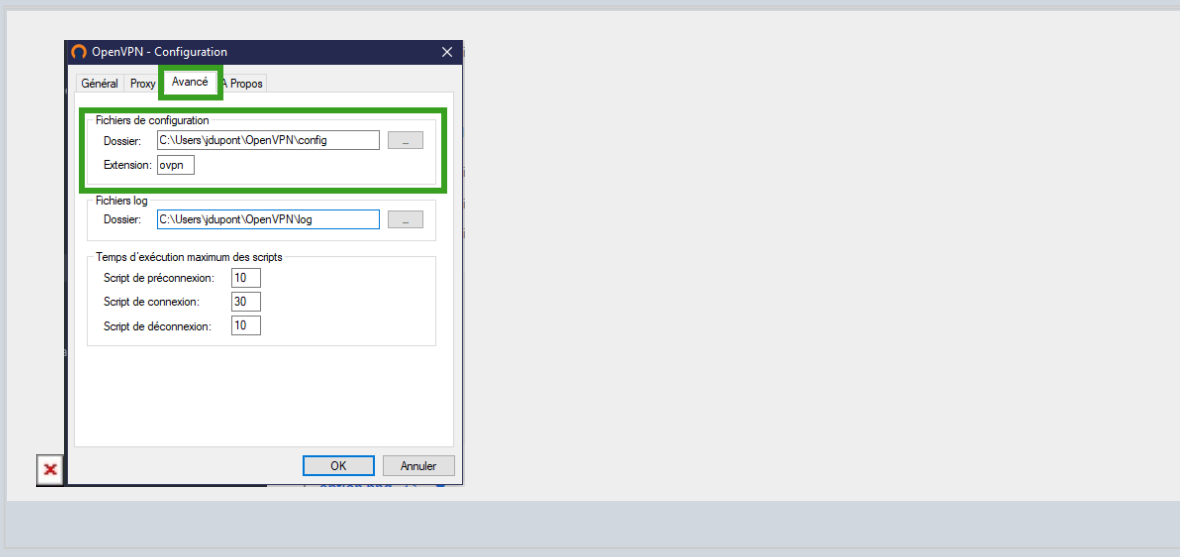 OpenVPN - Configuration
Général Proxy Avancé A Propos
Fichiers de configuration
Dossier: C:\Users\jdupont\OpenVPN\config ...
Extension: ovpn
Fichiers log
Dossier: C:\Users\jdupont\OpenVPN\log ...
Temps d'exécution maximum des scripts
Script de préconnexion: 10
Script de connexion: 30
Script de déconnexion: 10
OK Annuler